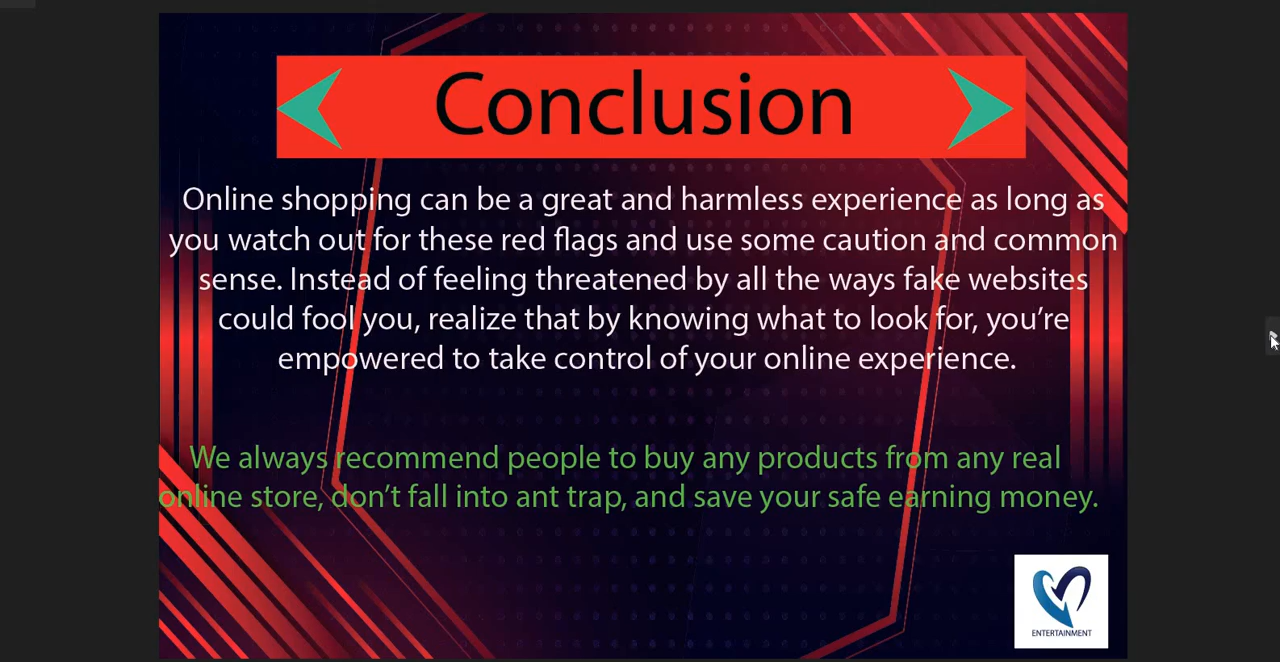 Conclusion
Online shopping can be a great and harmless experience as long as
you watch out for these red flags and use some caution and common
sense. Instead of feeling threatened by all the ways fake websites
could fool you, realize that by knowing what to look for, you’re
empowered to take control of your online experience.
We always recommend people to buy any products from any real
online store, don’t fall into ant trap, and save your safe earning money.
ENTERTAINMENT